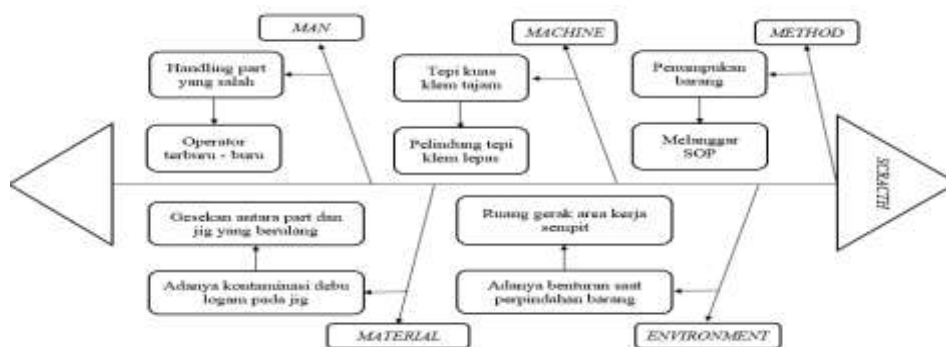 MAN
MACHINE
METHOD
Handling part
yang salah
Tepi kuas
klem tajam
Penumpukan
barang
Operator
terburu - buru
Pelindung tepi
klem lepas
Melanggar
SOP
SCRACTH
Gesekan antara part dan
jig yang berulang
Ruang gerak area kerja
sempit
Adanya kontaminasi debu
logam pada jig
Adanya benturan saat
perpindahan barang
MATERIAL
ENVIRONMENT